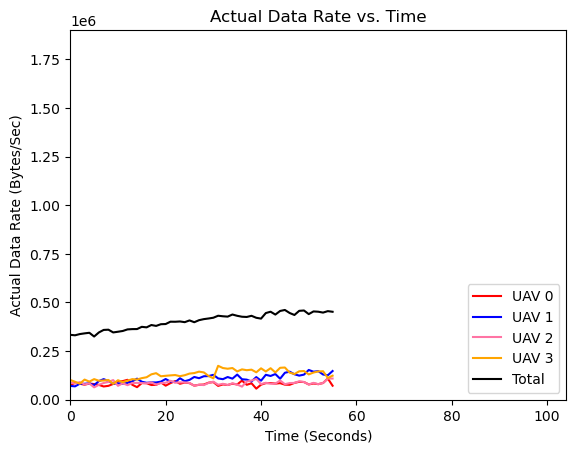 Actual Data Rate vs. Time
1e6
1.75
1.50
1.25
1.00
0.75
0.50
0.25
0.00
Actual Data Rate (Bytes/Sec)
UAV 0
UAV 1
UAV 2
UAV 3
Total
0 20 40 60 80 100
Time (Seconds)